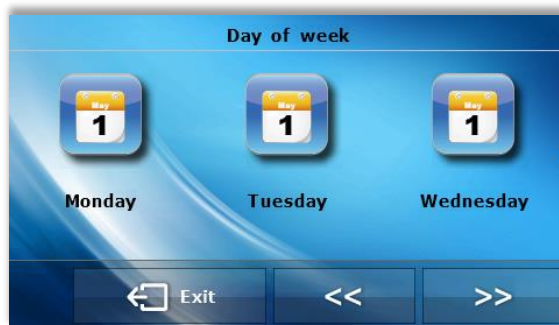 Day of week
May May May
1 1 1
Monday Tuesday Wednesday
Exit << >>